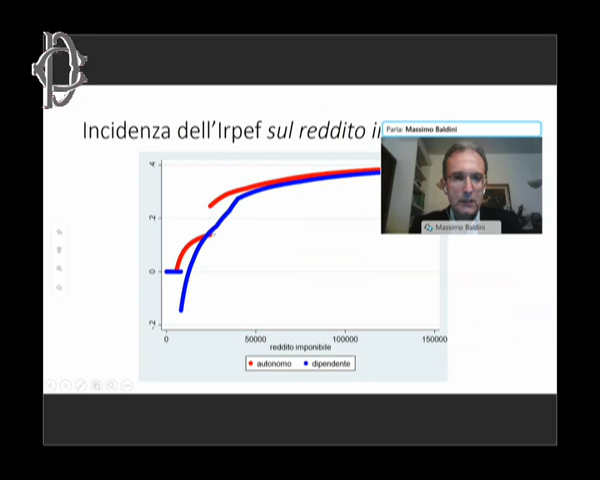 Incidenza dell'Irpef sul reddito i
Parla: Massimo Baldini
Massimo Baldini
.4
.2
0
-.2
0
50000
100000
150000
reddito imponibile
autonomo
dipendente